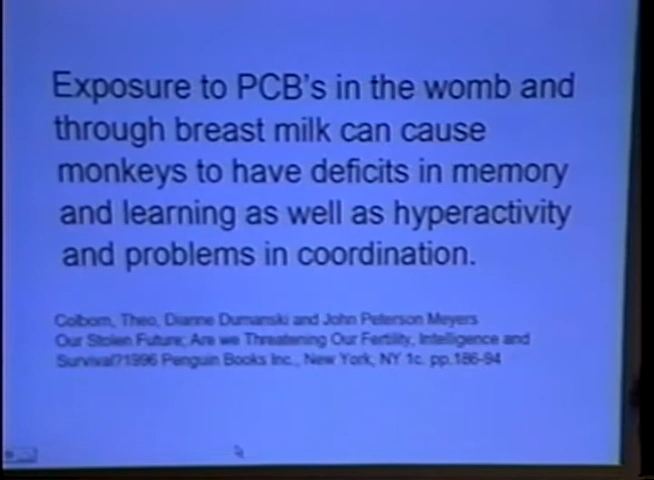 Exposure to PCB's in the womb and
through breast milk can cause
monkeys to have deficits in memory
and learning as well as hyperactivity
and problems in coordination.
Colborn, Theo, Dianne Dumanski and John Peterson Meyers
Our Stolen Future; Are we Threatening Our Fertility, Intelligence and
Survival?1996 Penguin Books Inc., New York, NY 1c. pp.186-94